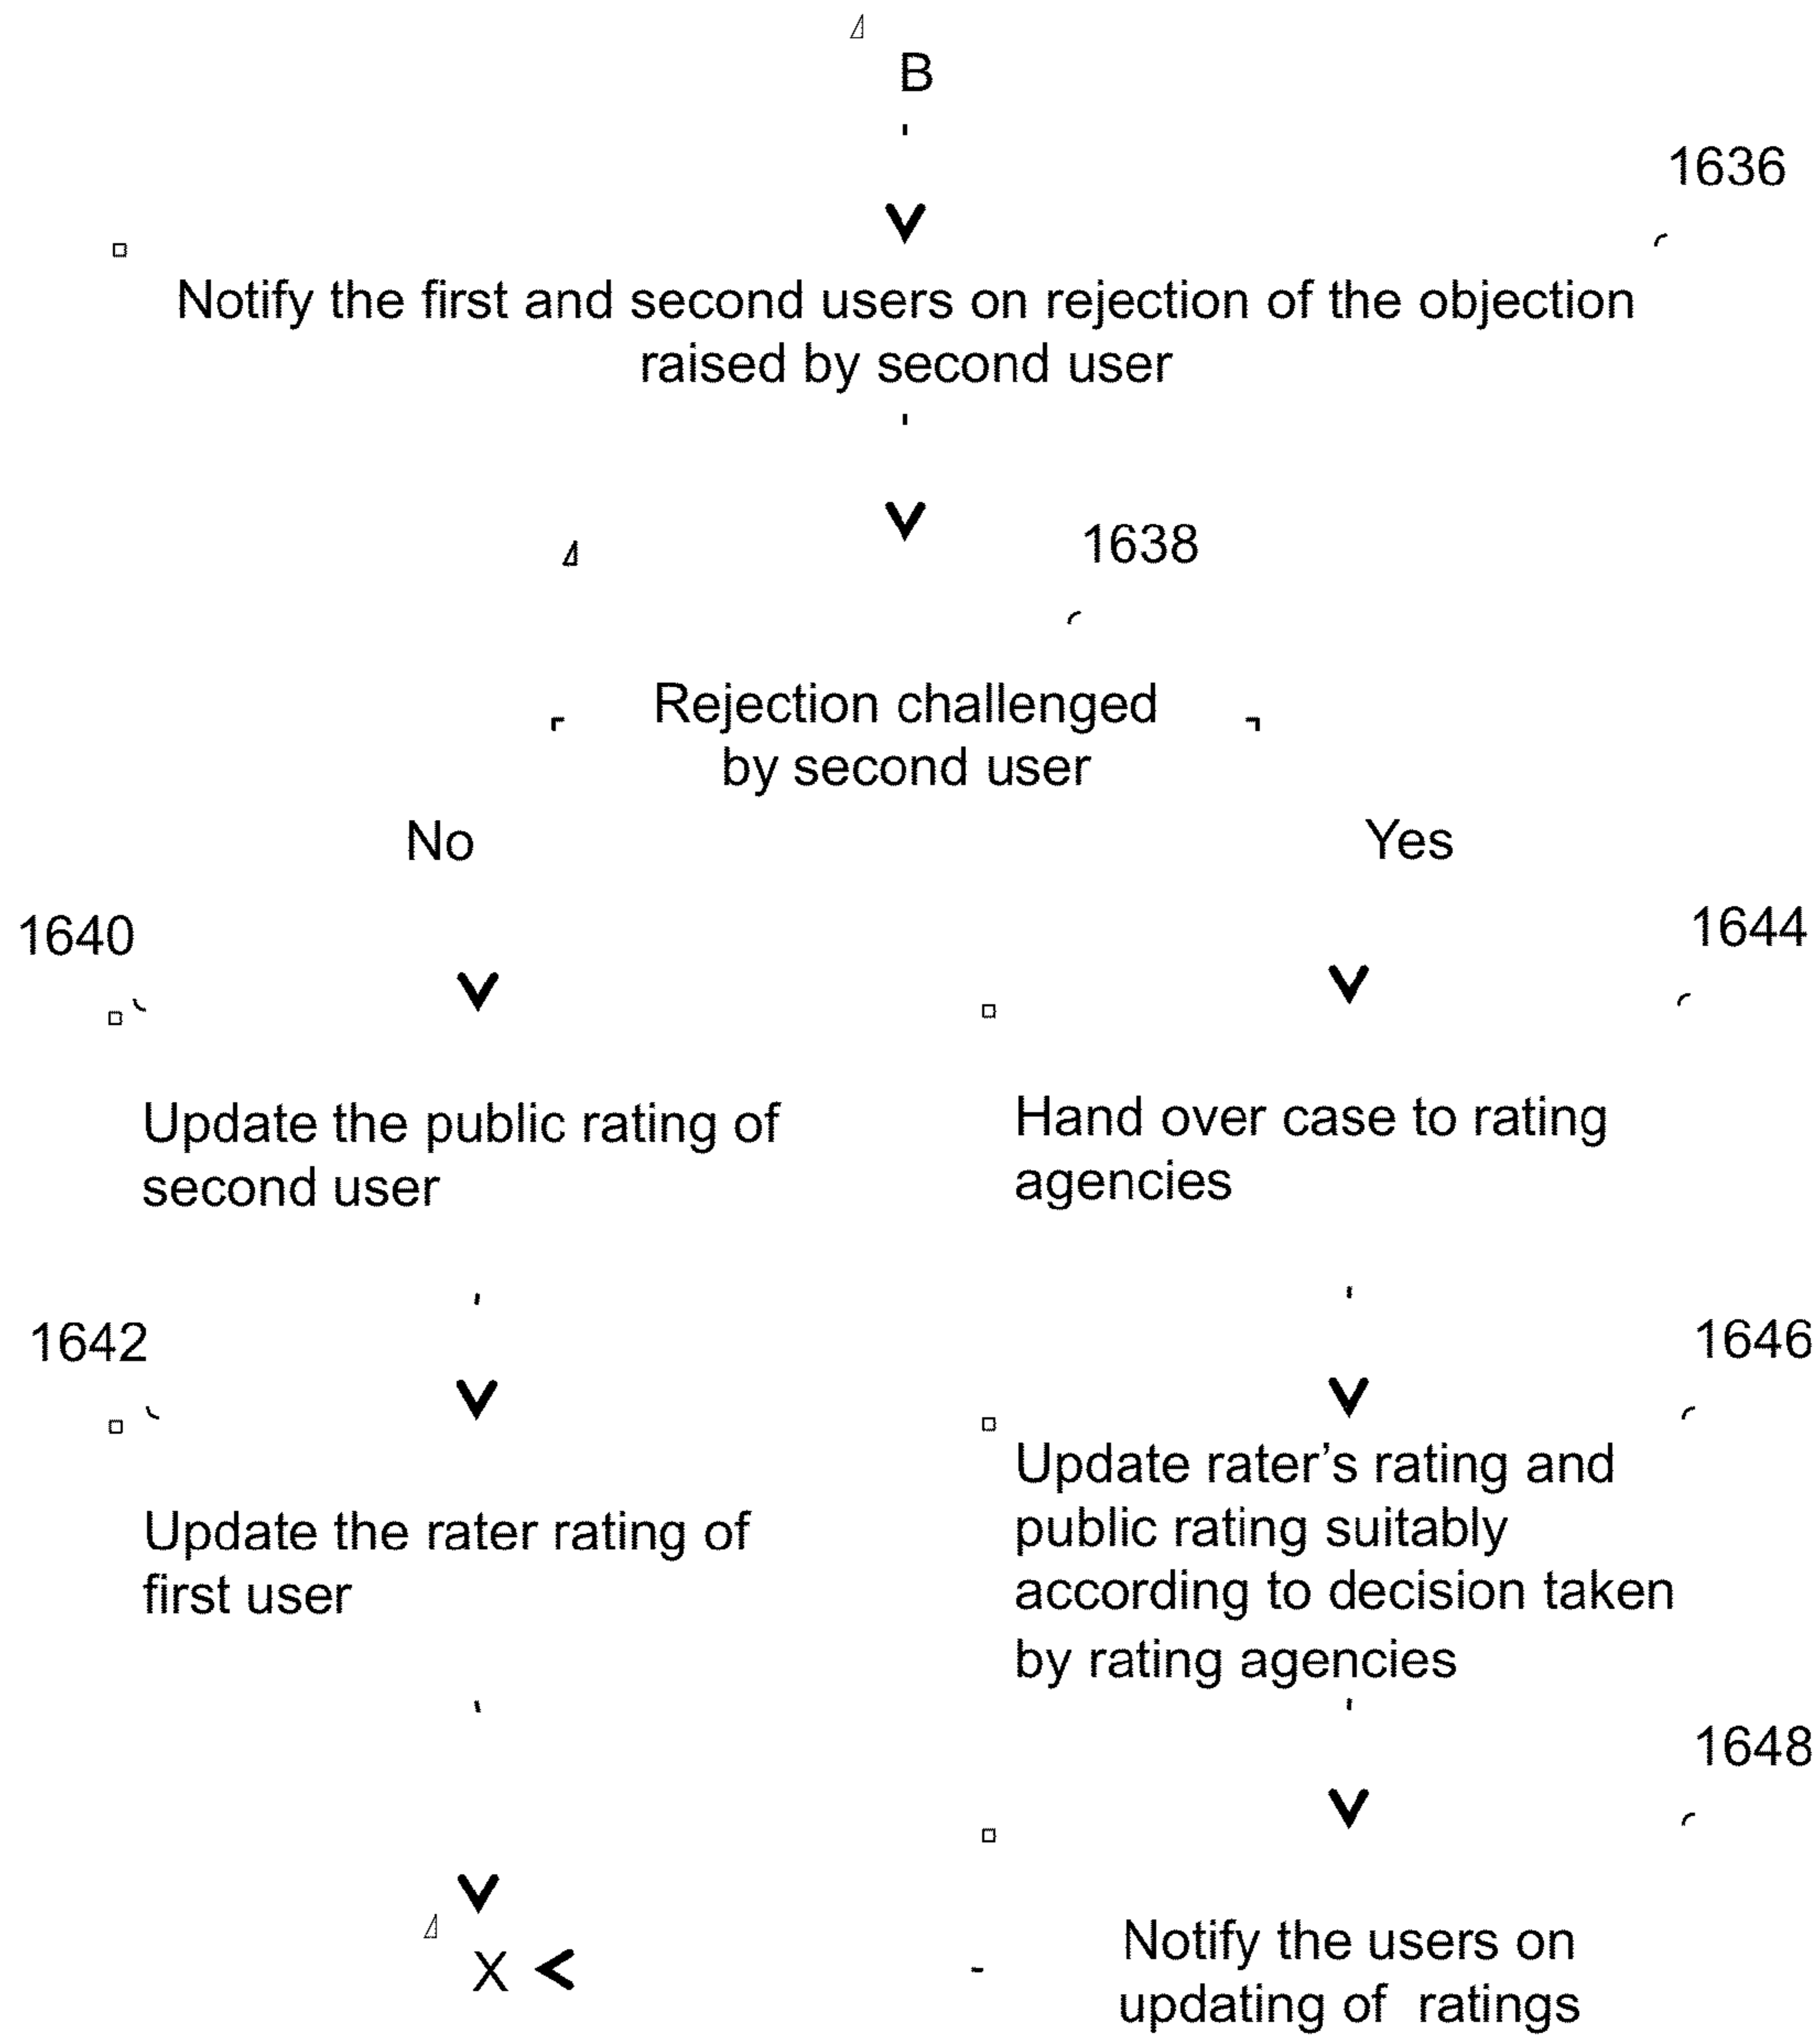 B
1636
Notify the first and second users on rejection of the objection
raised by second user
1638
Rejection challenged
by second user
No
Yes
1640
1644
Update the public rating of
second user
Hand over case to rating
agencies
1642
1646
Update the rater rating of
first user
Update rater’s rating and
public rating suitably
according to decision taken
by rating agencies
1648
X
Notify the users on
updating of ratings